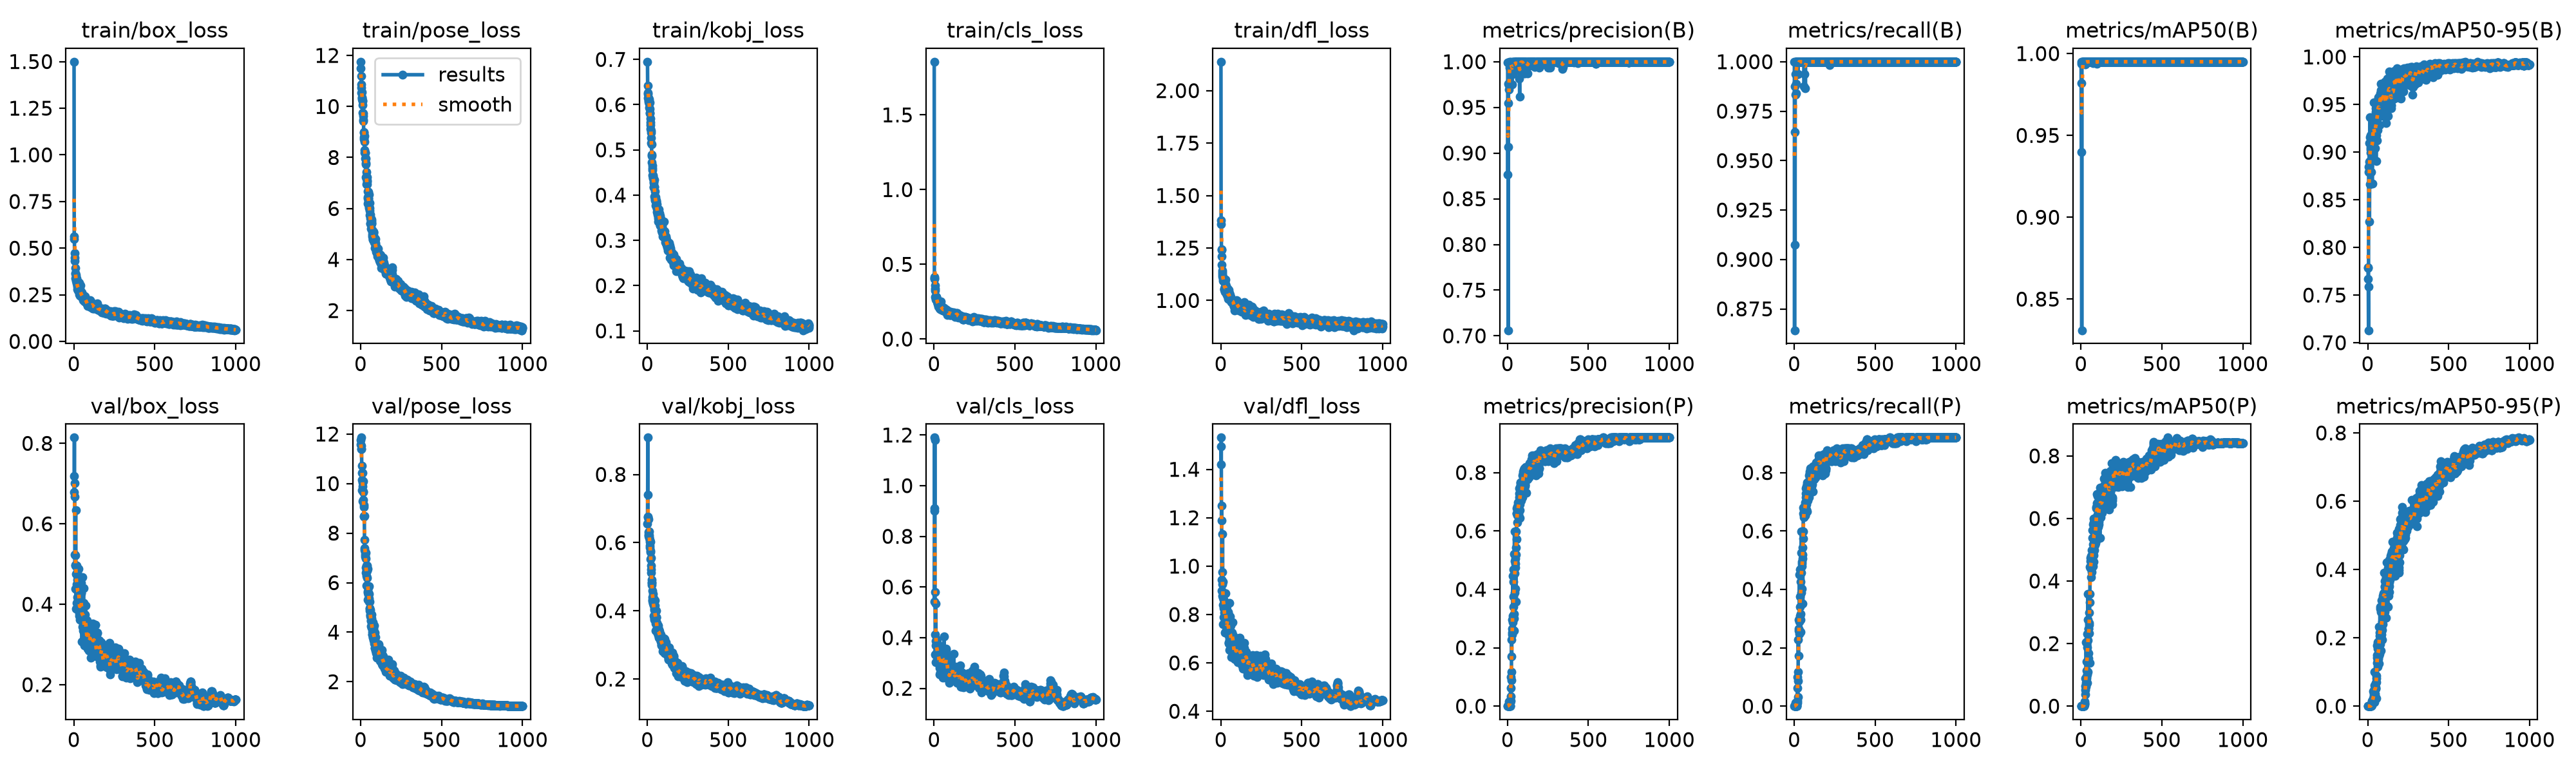 train/box_loss
1.50
1.25
1.00
0.75
0.50
0.25
0.00
0 500 1000
train/pose_loss
results
smooth
12
10
8
6
4
2
0 500 1000
train/kobj_loss
0.7
0.6
0.5
0.4
0.3
0.2
0.1
0 500 1000
train/cls_loss
1.5
1.0
0.5
0.0
0 500 1000
train/dfl_loss
2.00
1.75
1.50
1.25
1.00
0 500 1000
metrics/precision(B)
1.00
0.95
0.90
0.85
0.80
0.75
0.70
0 500 1000
metrics/recall(B)
1.000
0.975
0.950
0.925
0.900
0.875
0 500 1000
metrics/mAP50(B)
1.00
0.95
0.90
0.85
0 500 1000
metrics/mAP50-95(B)
1.00
0.95
0.90
0.85
0.80
0.75
0.70
0 500 1000
val/box_loss
0.8
0.6
0.4
0.2
0 500 1000
val/pose_loss
12
10
8
6
4
2
0 500 1000
val/kobj_loss
0.8
0.6
0.4
0.2
0 500 1000
val/cls_loss
1.2
1.0
0.8
0.6
0.4
0.2
0 500 1000
val/dfl_loss
1.4
1.2
1.0
0.8
0.6
0.4
0 500 1000
metrics/precision(P)
0.8
0.6
0.4
0.2
0.0
0 500 1000
metrics/recall(P)
0.8
0.6
0.4
0.2
0.0
0 500 1000
metrics/mAP50(P)
0.8
0.6
0.4
0.2
0.0
0 500 1000
metrics/mAP50-95(P)
0.8
0.6
0.4
0.2
0.0
0 500 1000